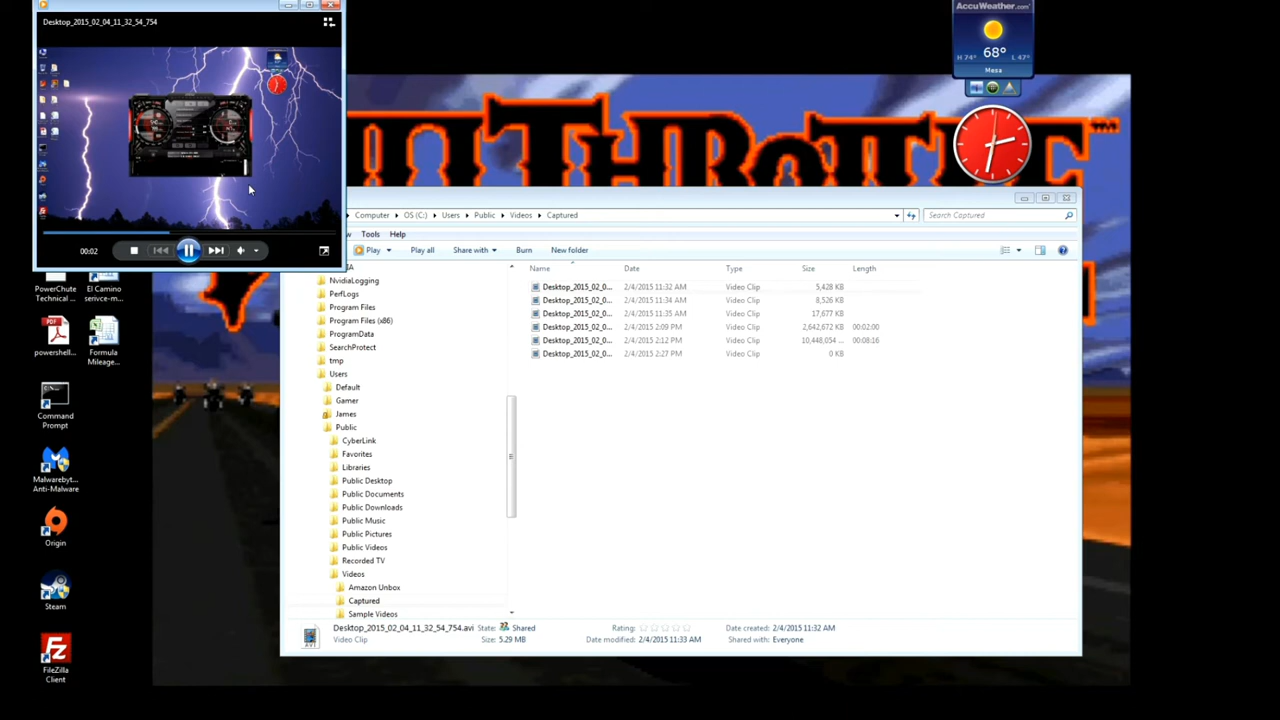 Desktop_2015_02_04_11_32_54_754
00:02
AccuWeather.com
68°
H 74° L 47°
Mesa
THROTTLE
Computer OS (C:) Users Public Videos Captured
Search Captured
Tools Help
Play Play all Share with Burn New folder
Name Date Type Size Length
Desktop_2015_02_0... 2/4/2015 11:32 AM Video Clip 5,428 KB
Desktop_2015_02_0... 2/4/2015 11:34 AM Video Clip 8,526 KB
Desktop_2015_02_0... 2/4/2015 11:35 AM Video Clip 17,677 KB
Desktop_2015_02_0... 2/4/2015 2:09 PM Video Clip 2,642,672 KB 00:02:00
Desktop_2015_02_0... 2/4/2015 2:12 PM Video Clip 10,448,054 ... 00:08:16
Desktop_2015_02_0... 2/4/2015 2:27 PM Video Clip 0 KB
NvidiaLogging
PerfLogs
Program Files
Program Files (x86)
ProgramData
SearchProtect
tmp
Users
Default
Gamer
James
Public
CyberLink
Favorites
Libraries
Public Desktop
Public Documents
Public Downloads
Public Music
Public Pictures
Public Videos
Recorded TV
Videos
Amazon Unbox
Captured
Sample Videos
Desktop_2015_02_04_11_32_54_754.avi State: Shared Rating: Date created: 2/4/2015 11:32 AM
Video Clip Size: 5.29 MB Date modified: 2/4/2015 11:33 AM Shared with: Everyone
PowerChute
Technical ...
El Camino
serivce-m...
powershell...
Formula
Mileage...
Command
Prompt
Malwarebyt...
Anti-Malware
Origin
Steam
FileZilla
Client